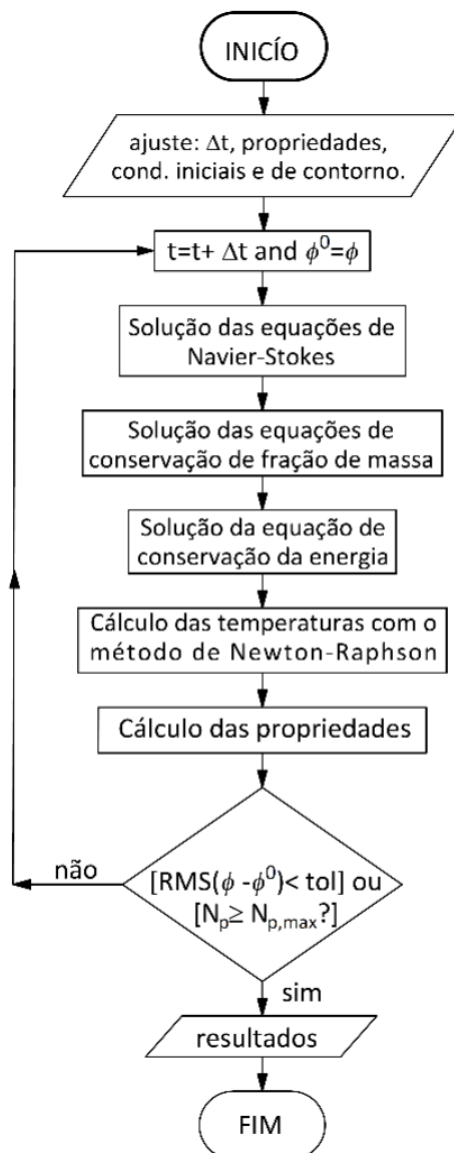 INICÍO
ajuste: Δt, propriedades,
cond. iniciais e de contorno.
t=t+ Δt and ϕ⁰=ϕ
Solução das equações de
Navier-Stokes
Solução das equações de
conservação de fração de massa
Solução da equação de
conservação da energia
Cálculo das temperaturas com o
método de Newton-Raphson
Cálculo das propriedades
não
[RMS(ϕ -ϕ⁰)< tol] ou
[Nₚ≥ Nₚ,ₘₐₓ?]
sim
resultados
FIM